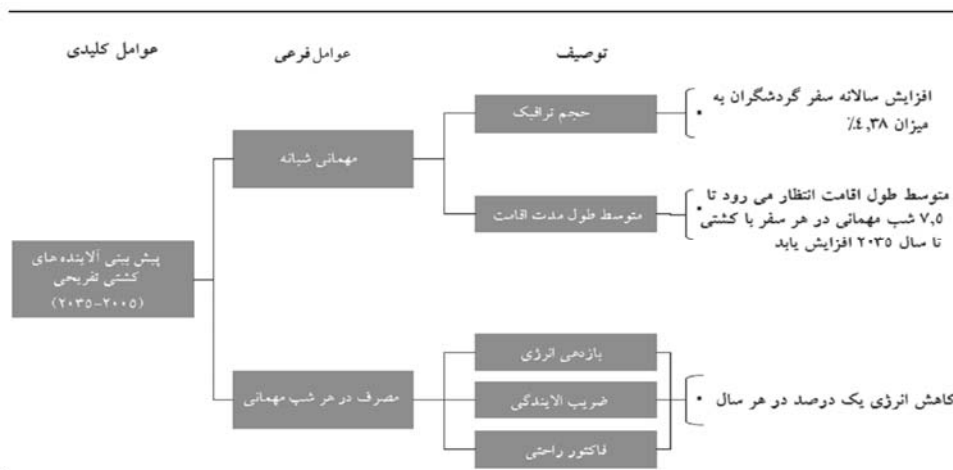 عوامل کلیدی
عوامل فرعی
توصیف
پیش بینی آلاینده های
کشتی تفریحی
(۲۰۰۵-۲۰۳۵)
مهمانی شبانه
مصرف در هر شب مهمانی
حجم ترافیک
متوسط طول مدت اقامت
بازدهی انرژی
ضریب الایندگی
فاکتور راحتی
افزایش سالانه سفر گردشگران به
میزان ۴,۳۸٪
متوسط طول اقامت انتظار می رود تا
۷,۵ شب مهمانی در هر سفر با کشتی
تا سال ۲۰۳۵ افزایش یابد
کاهش انرژی یک درصد در هر سال